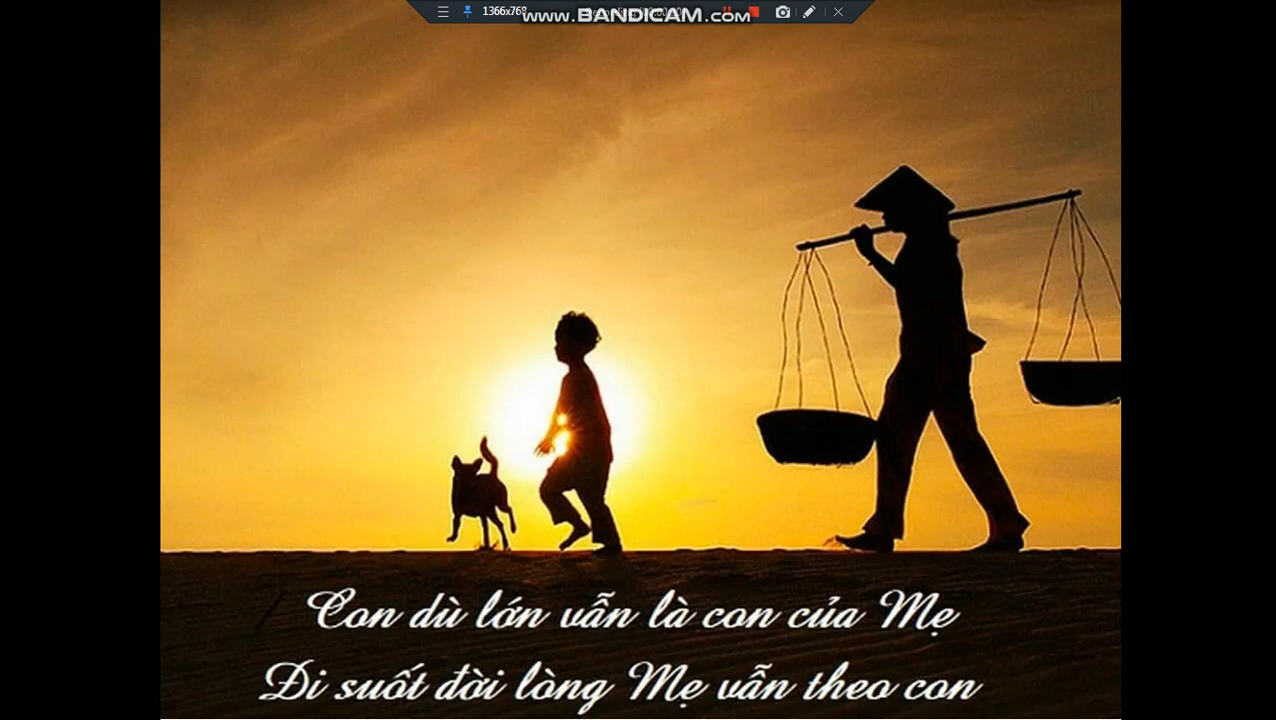 1366x768
www.BANDICAM.com
Con dù lớn vẫn là con của Mẹ
Đi suốt đời lòng Mẹ vẫn theo con